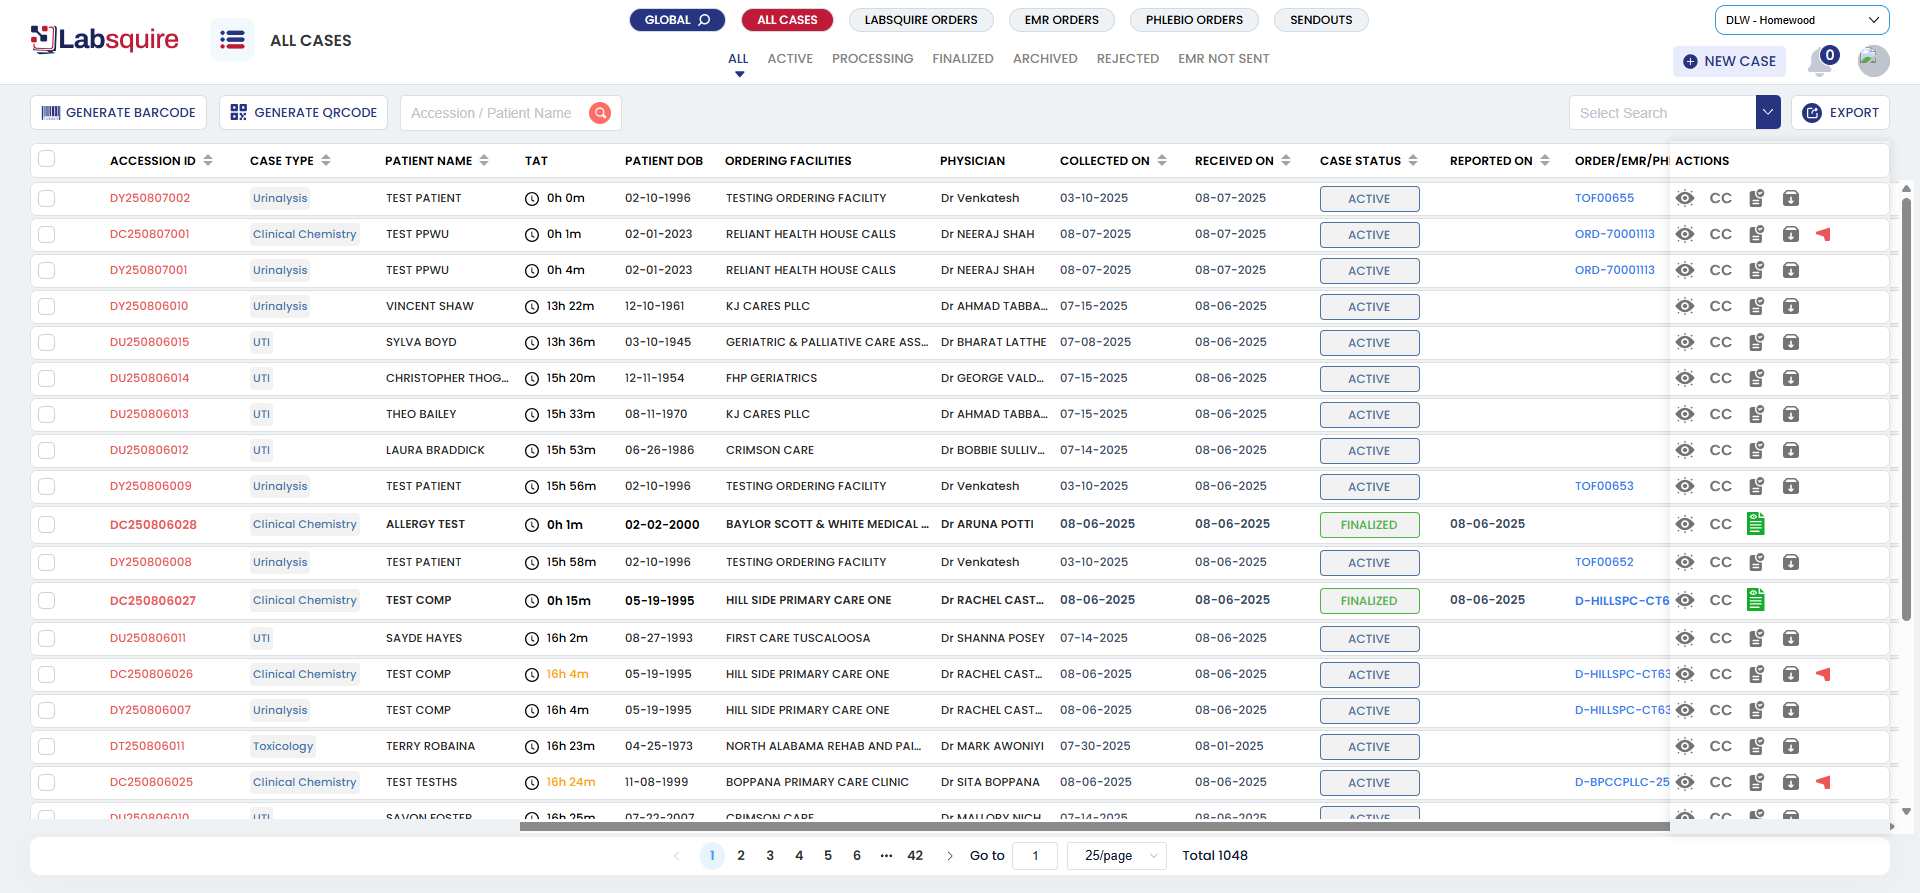 GLOBAL ALL CASES LABSQUIRE ORDERS EMR ORDERS PHLEBIO ORDERS SENDOUTS DLW - Homewood
Labsquire ALL CASES
ALL ACTIVE PROCESSING FINALIZED ARCHIVED REJECTED EMR NOT SENT NEW CASE 0
GENERATE BARCODE GENERATE QRCODE Accession / Patient Name Select Search EXPORT
ACCESSION ID CASE TYPE PATIENT NAME TAT PATIENT DOB ORDERING FACILITIES PHYSICIAN COLLECTED ON RECEIVED ON CASE STATUS REPORTED ON ORDER/EMR/PH ACTIONS
DY250807002 Urinalysis TEST PATIENT 0h 0m 02-10-1996 TESTING ORDERING FACILITY Dr Venkatesh 03-10-2025 08-07-2025 ACTIVE TOF00655 CC
DC250807001 Clinical Chemistry TEST PPWU 0h 1m 02-01-2023 RELIANT HEALTH HOUSE CALLS Dr NEERAJ SHAH 08-07-2025 08-07-2025 ACTIVE ORD-70001113 CC
DY250807001 Urinalysis TEST PPWU 0h 4m 02-01-2023 RELIANT HEALTH HOUSE CALLS Dr NEERAJ SHAH 08-07-2025 08-07-2025 ACTIVE ORD-70001113 CC
DY250806010 Urinalysis VINCENT SHAW 13h 22m 12-10-1961 KJ CARES PLLC Dr AHMAD TABBA... 07-15-2025 08-06-2025 ACTIVE CC
DU250806015 UTI SYLVA BOYD 13h 36m 03-10-1945 GERIATRIC & PALLIATIVE CARE ASS... Dr BHARAT LATTHE 07-08-2025 08-06-2025 ACTIVE CC
DU250806014 UTI CHRISTOPHER THOG... 15h 20m 12-11-1954 FHP GERIATRICS Dr GEORGE VALD... 07-15-2025 08-06-2025 ACTIVE CC
DU250806013 UTI THEO BAILEY 15h 33m 08-11-1970 KJ CARES PLLC Dr AHMAD TABBA... 07-15-2025 08-06-2025 ACTIVE CC
DU250806012 UTI LAURA BRADDICK 15h 53m 06-26-1986 CRIMSON CARE Dr BOBBIE SULLIV... 07-14-2025 08-06-2025 ACTIVE CC
DY250806009 Urinalysis TEST PATIENT 15h 56m 02-10-1996 TESTING ORDERING FACILITY Dr Venkatesh 03-10-2025 08-06-2025 ACTIVE TOF00653 CC
DC250806028 Clinical Chemistry ALLERGY TEST 0h 1m 02-02-2000 BAYLOR SCOTT & WHITE MEDICAL ... Dr ARUNA POTTI 08-06-2025 08-06-2025 FINALIZED 08-06-2025 CC
DY250806008 Urinalysis TEST PATIENT 15h 58m 02-10-1996 TESTING ORDERING FACILITY Dr Venkatesh 03-10-2025 08-06-2025 ACTIVE TOF00652 CC
DC250806027 Clinical Chemistry TEST COMP 0h 15m 05-19-1995 HILL SIDE PRIMARY CARE ONE Dr RACHEL CAST... 08-06-2025 08-06-2025 FINALIZED 08-06-2025 D-HILLSPC-CT6 CC
DU250806011 UTI SAYDE HAYES 16h 2m 08-27-1993 FIRST CARE TUSCALOOSA Dr SHANNA POSEY 07-14-2025 08-06-2025 ACTIVE CC
DC250806026 Clinical Chemistry TEST COMP 16h 4m 05-19-1995 HILL SIDE PRIMARY CARE ONE Dr RACHEL CAST... 08-06-2025 08-06-2025 ACTIVE D-HILLSPC-CT63 CC
DY250806007 Urinalysis TEST COMP 16h 4m 05-19-1995 HILL SIDE PRIMARY CARE ONE Dr RACHEL CAST... 08-06-2025 08-06-2025 ACTIVE D-HILLSPC-CT63 CC
DT250806011 Toxicology TERRY ROBAINA 16h 23m 04-25-1973 NORTH ALABAMA REHAB AND PAI... Dr MARK AWONIYI 07-30-2025 08-01-2025 ACTIVE CC
DC250806025 Clinical Chemistry TEST TESTHS 16h 24m 11-08-1999 BOPPANA PRIMARY CARE CLINIC Dr SITA BOPPANA 08-06-2025 08-06-2025 ACTIVE D-BPCCPLLC-25 CC
DU250806010 UTI SAVON FOSTER 16h 25m 07-22-2007 CRIMSON CARE Dr MALLORY NICH 07-14-2025 08-06-2025 ACTIVE CC
1 2 3 4 5 6 ... 42 Go to 1 25/page Total 1048